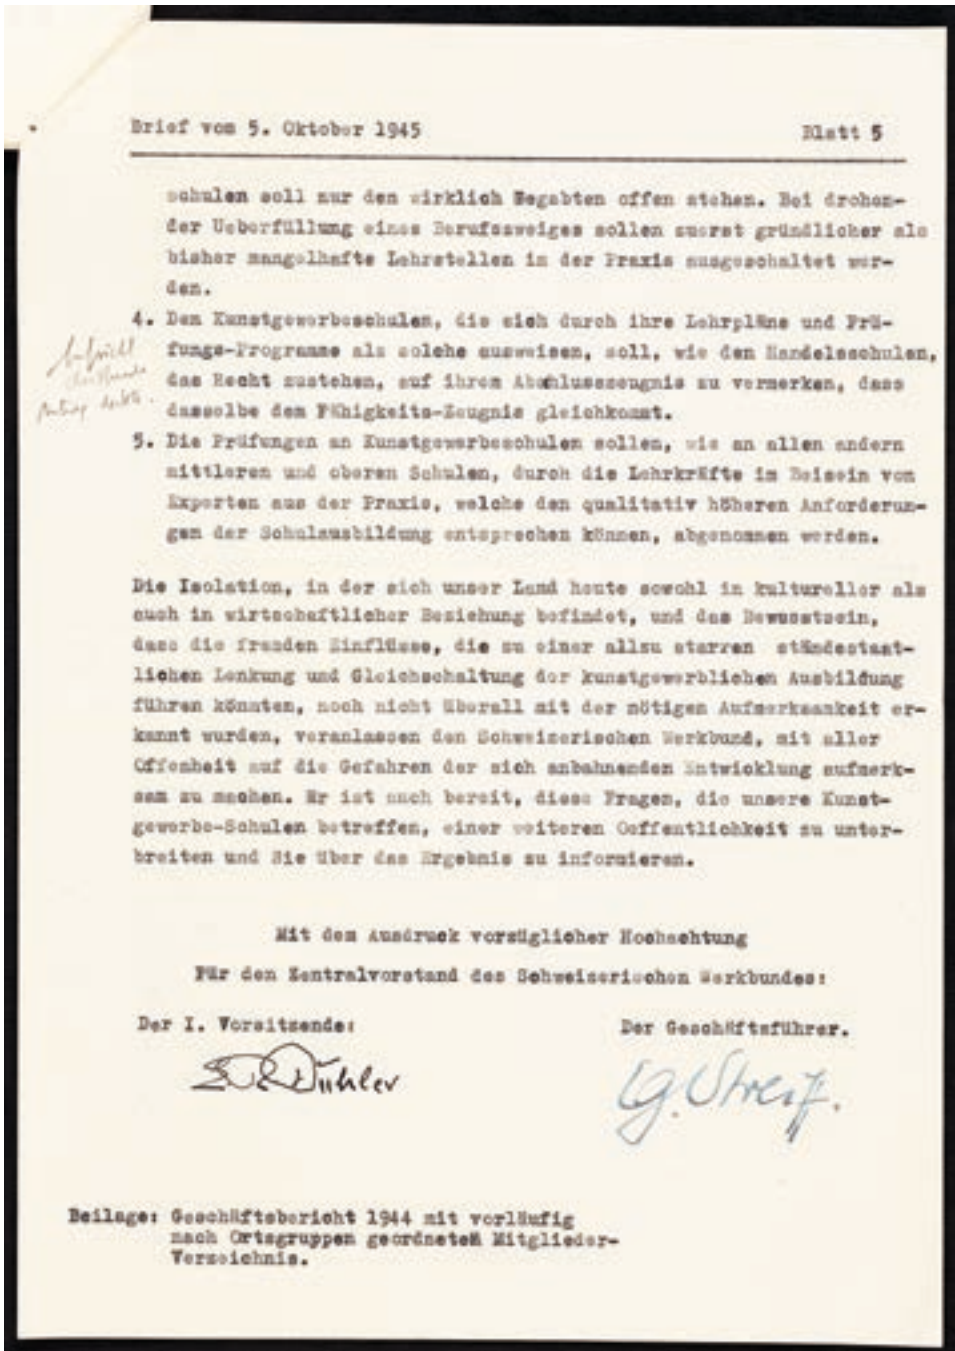 Brief vom 5. Oktober 1945 Blatt 5
schulen soll nur den wirklich Begabten offen stehen. Bei drohen-
der Ueberfüllung eines Berufszweiges sollen zuerst gründlicher als
bisher mangelhafte Lehrstellen in der Praxis ausgeschaltet wer-
den.
4. Den Kunstgewerbeschulen, die sich durch ihre Lehrpläne und Prü-
fungs-Programme als solche ausweisen, soll, wie den Handelsschulen,
das Recht zustehen, auf ihrem Abschlusszeugnis zu vermerken, dass
dasselbe dem Fähigkeits-Zeugnis gleichkommt.
5. Die Prüfungen an Kunstgewerbeschulen sollen, wie an allen andern
mittleren und oberen Schulen, durch die Lehrkräfte im Beisein von
Experten aus der Praxis, welche den qualitativ höheren Anforderun-
gen der Schulausbildung entsprechen können, abgenommen werden.
Die Isolation, in der sich unser Land heute sowohl in kultureller als
auch in wirtschaftlicher Beziehung befindet, und das Bewusstsein,
dass die fremden Einflüsse, die zu einer allzu starren ständestaat-
lichen Lenkung und Gleichschaltung der kunstgewerblichen Ausbildung
führen könnten, noch nicht überall mit der nötigen Aufmerksamkeit er-
kannt wurden, veranlassen den Schweizerischen Werkbund, mit aller
Offenheit auf die Gefahren der sich anbahnenden Entwicklung aufmerk-
sam zu machen. Er ist auch bereit, diese Fragen, die unsere Kunst-
gewerbe-Schulen betreffen, einer weiteren Oeffentlichkeit zu unter-
breiten und Sie über das Ergebnis zu informieren.
Mit dem Ausdruck vorzüglicher Hochachtung
Für den Zentralvorstand des Schweizerischen Werkbundes:
Der I. Vorsitzende: Der Geschäftsführer.
G. Streiff.
Beilage: Geschäftsbericht 1944 mit vorläufig
nach Ortsgruppen geordnetem Mitglieder-
Verzeichnis.